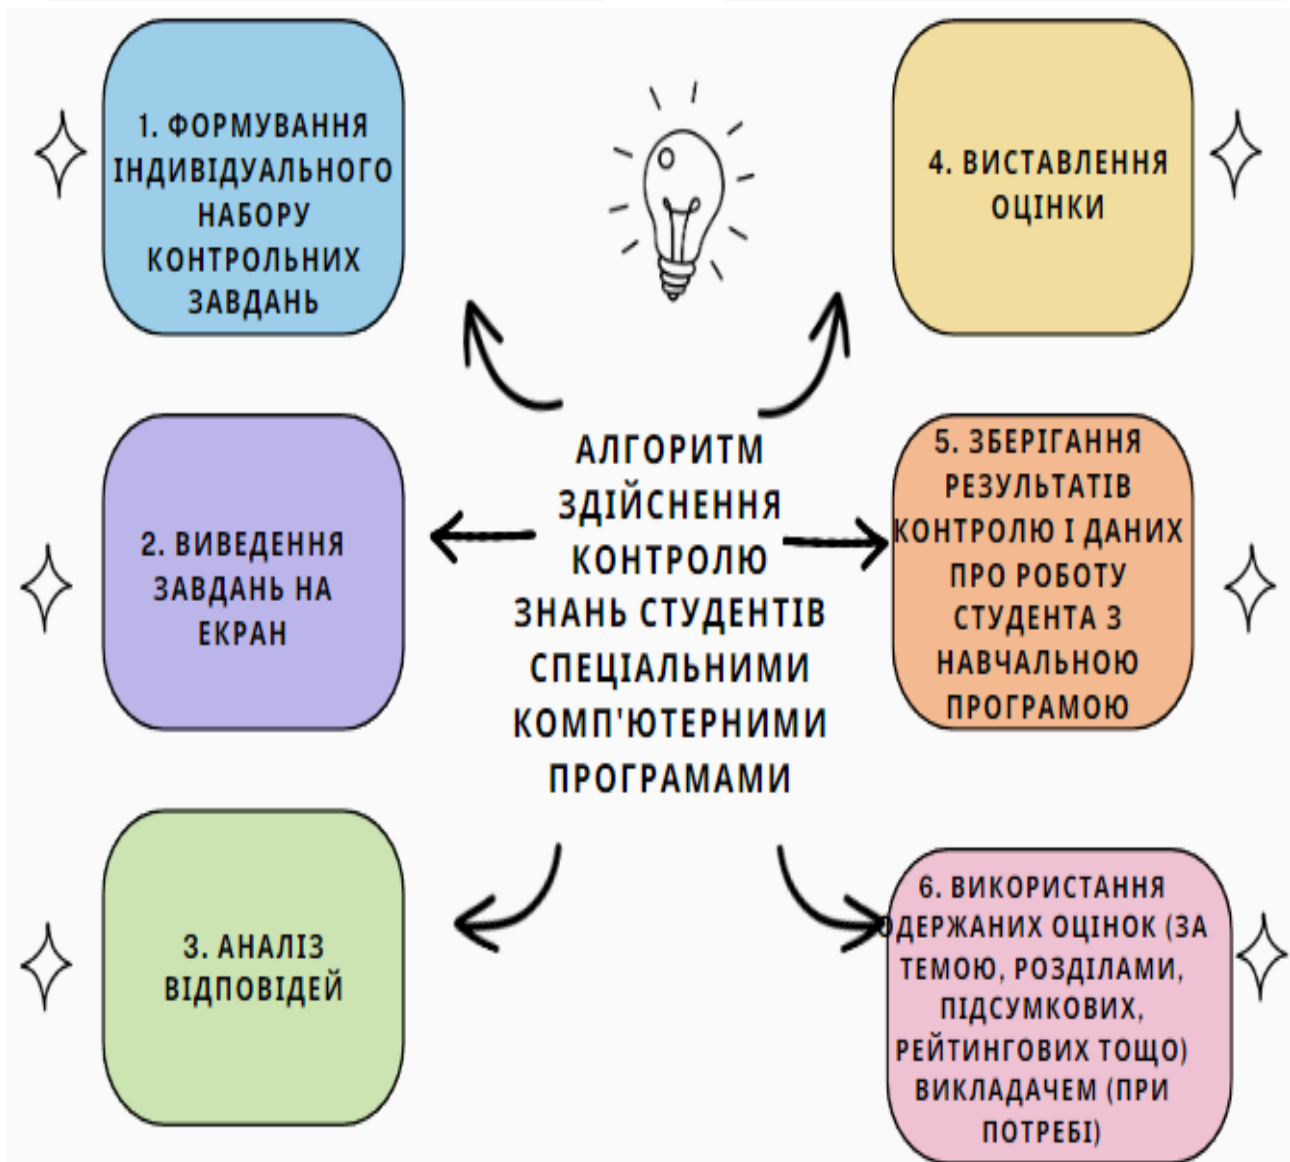 1. ФОРМУВАННЯ
ІНДИВІДУАЛЬНОГО
НАБОРУ
КОНТРОЛЬНИХ
ЗАВДАНЬ
2. ВИВЕДЕННЯ
ЗАВДАНЬ НА
ЕКРАН
3. АНАЛІЗ
ВІДПОВІДЕЙ
АЛГОРИТМ
ЗДІЙСНЕННЯ
КОНТРОЛЮ
ЗНАНЬ СТУДЕНТІВ
СПЕЦІАЛЬНИМИ
КОМП'ЮТЕРНИМИ
ПРОГРАМАМИ
4. ВИСТАВЛЕННЯ
ОЦІНКИ
5. ЗБЕРІГАННЯ
РЕЗУЛЬТАТІВ
КОНТРОЛЮ І ДАНИХ
ПРО РОБОТУ
СТУДЕНТА З
НАВЧАЛЬНОЮ
ПРОГРАМОЮ
6. ВИКОРИСТАННЯ
ОДЕРЖАНИХ ОЦІНОК (ЗА
ТЕМОЮ, РОЗДІЛАМИ,
ПІДСУМКОВИХ,
РЕЙТИНГОВИХ ТОЩО)
ВИКЛАДАЧЕМ (ПРИ
ПОТРЕБІ)